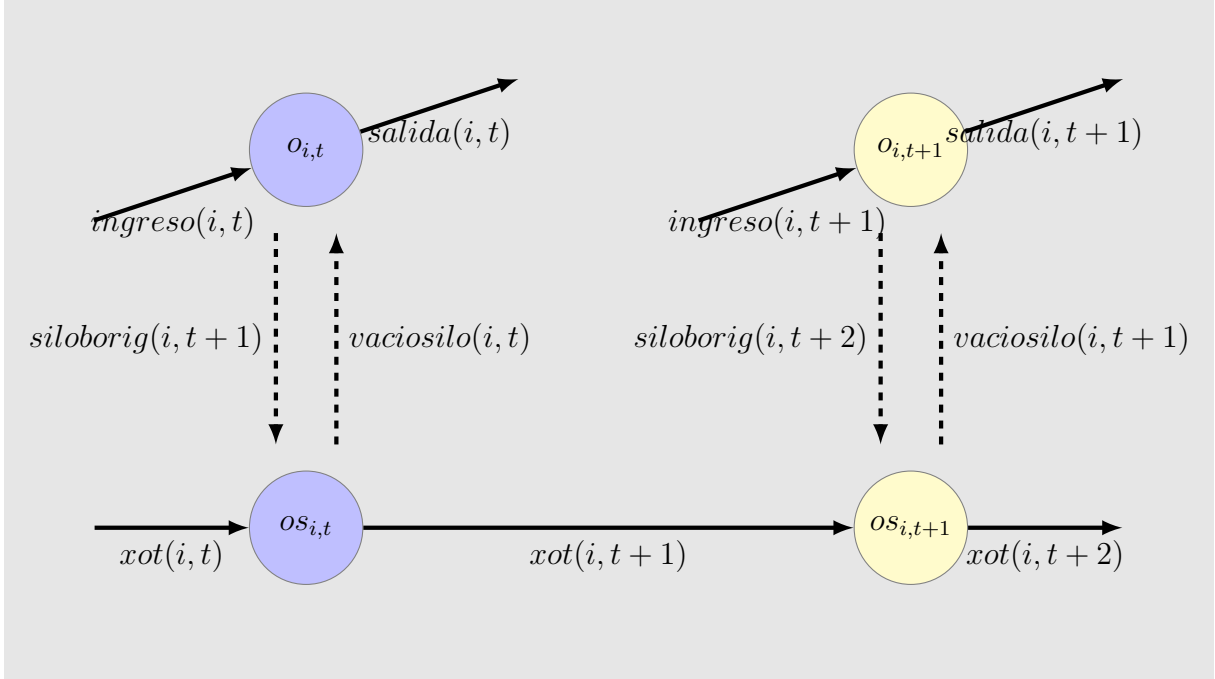 salida(i, t)
salida(i, t + 1)
o_{i,t}
o_{i,t+1}
ingreso(i, t)
ingreso(i, t + 1)
siloborig(i, t + 1)
vaciosilo(i, t)
siloborig(i, t + 2)
vaciosilo(i, t + 1)
os_{i,t}
os_{i,t+1}
xot(i, t)
xot(i, t + 1)
xot(i, t + 2)